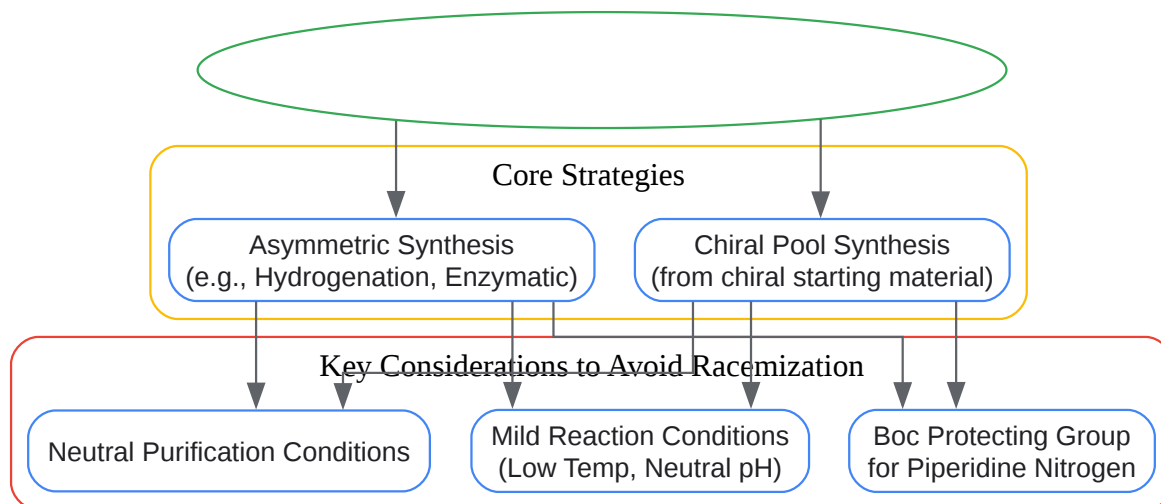 Core Strategies
Asymmetric Synthesis
(e.g., Hydrogenation, Enzymatic)
Chiral Pool Synthesis
(from chiral starting material)
Key Considerations to Avoid Racemization
Neutral Purification Conditions
Mild Reaction Conditions
(Low Temp, Neutral pH)
Boc Protecting Group
for Piperidine Nitrogen